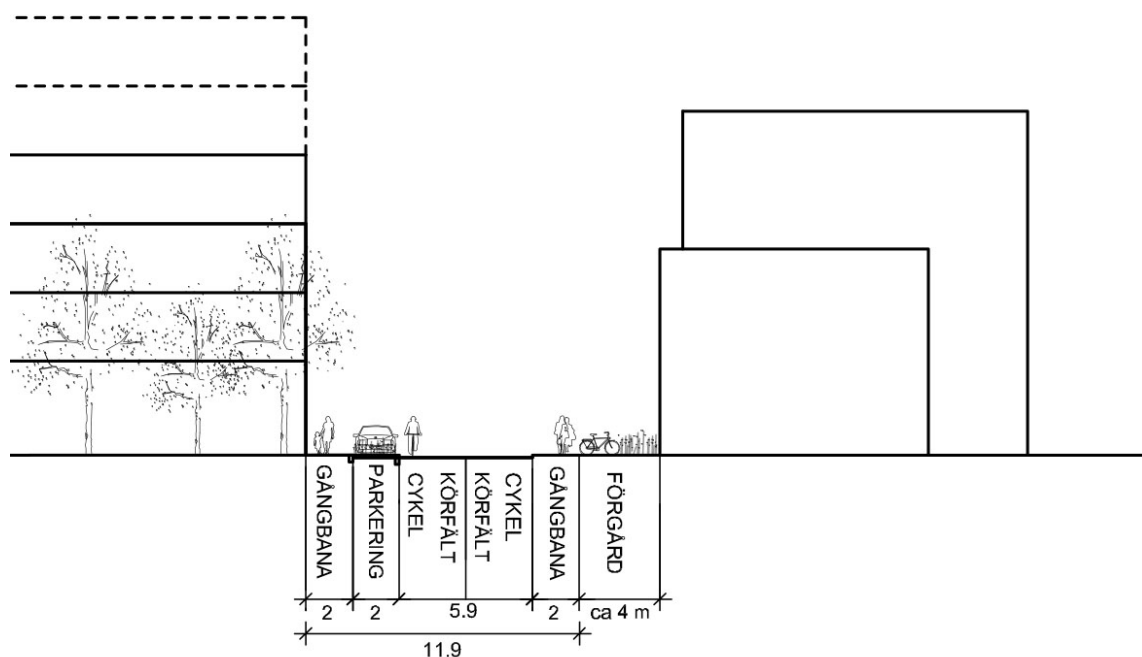 GÅNGBANA
PARKERING
CYKEL
KÖRFÄLT
KÖRFÄLT
CYKEL
GÅNGBANA
FÖRGÅRD
2
2
5.9
2
ca 4 m
11.9